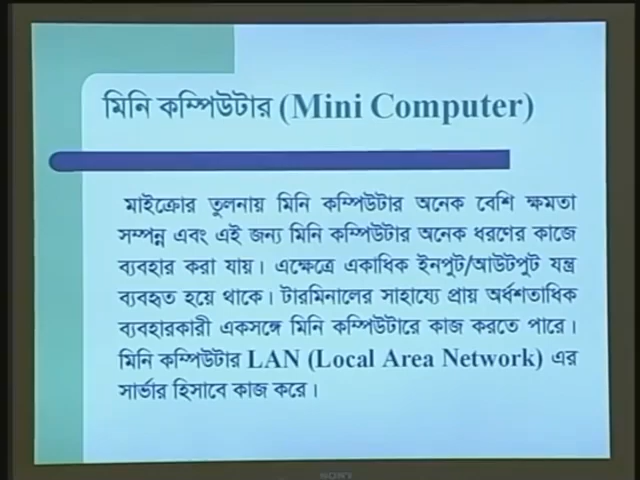 মিনি কম্পিউটার (Mini Computer)
মাইক্রোর তুলনায় মিনি কম্পিউটার অনেক বেশি ক্ষমতা
সম্পন্ন এবং এই জন্য মিনি কম্পিউটার অনেক ধরণের কাজে
ব্যবহার করা যায়। এক্ষেত্রে একাধিক ইনপুট/আউটপুট যন্ত্র
ব্যবহৃত হয়ে থাকে। টারমিনালের সাহায্যে প্রায় অর্ধশতাধিক
ব্যবহারকারী একসঙ্গে মিনি কম্পিউটারে কাজ করতে পারে।
মিনি কম্পিউটার LAN (Local Area Network) এর
সার্ভার হিসাবে কাজ করে।
SONY